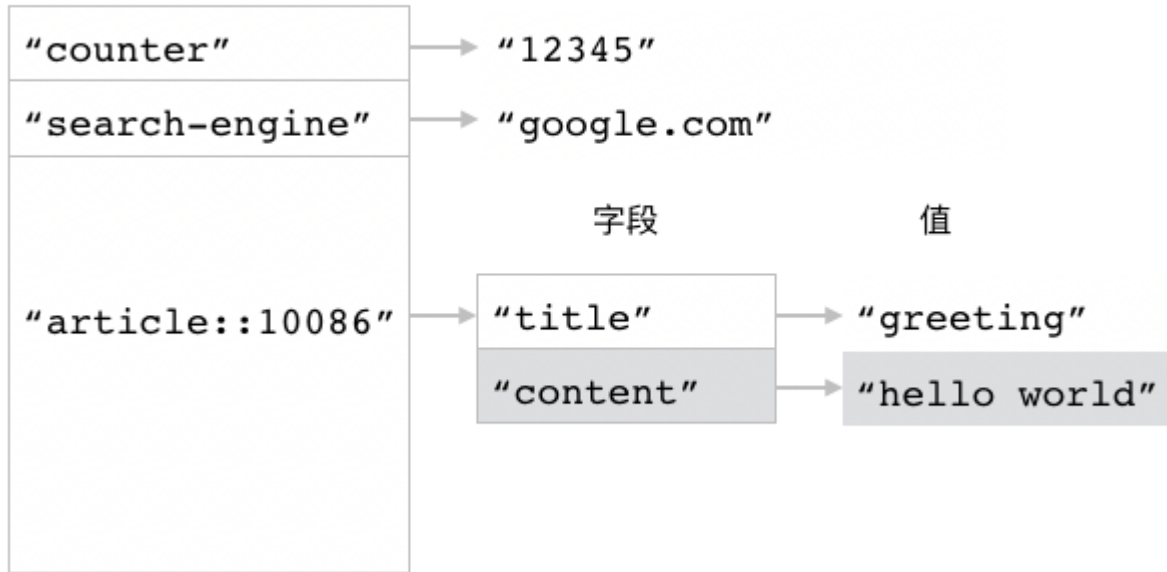 “counter” “12345”
“search-engine” “google.com”
字段 值
“article::10086” “title” “greeting”
“content” “hello world”